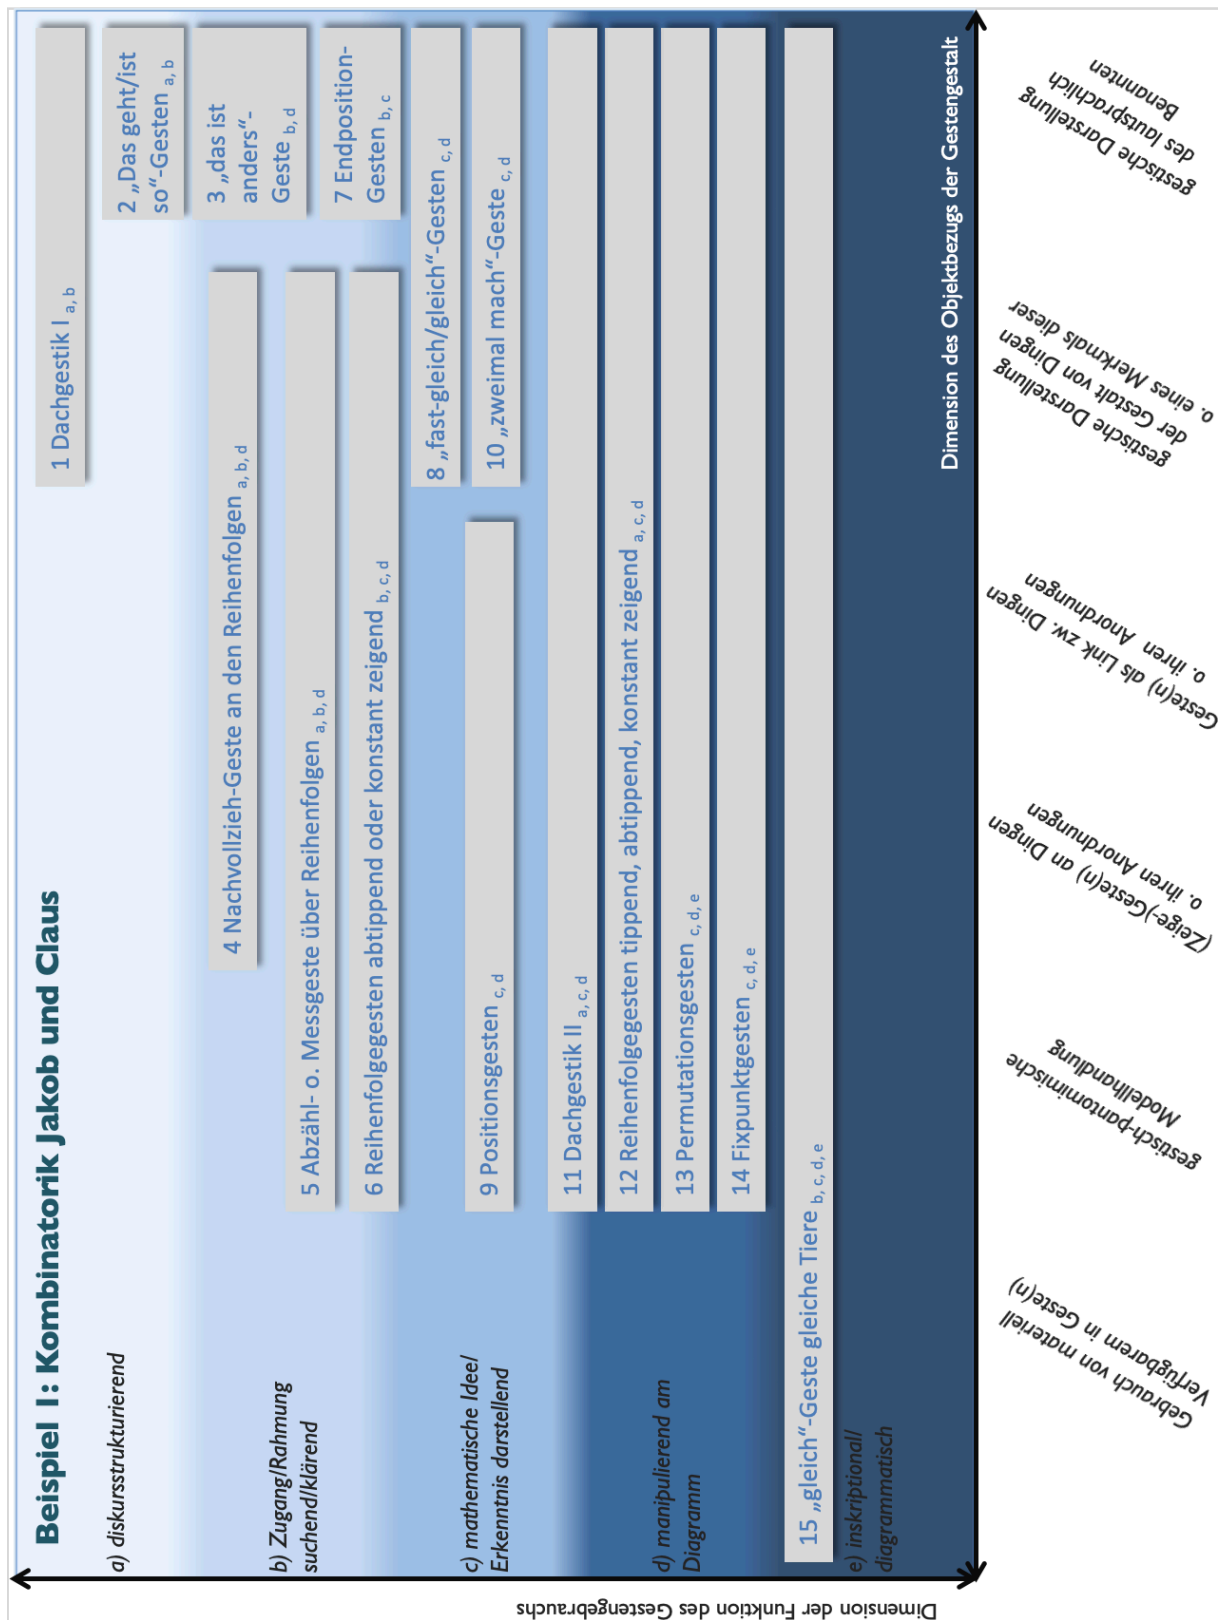 Beispiel I: Kombinatorik Jakob und Claus
a) diskursstrukturierend
b) Zugang/Rahmung
suchend/klärend
c) mathematische Idee/
Erkenntnis darstellend
d) manipulierend am
Diagramm
e) inskriptional/
diagrammatisch
1 Dachgestik I a, b
2 „Das geht/ist
so“-Gesten a, b
3 „das ist
anders“-
Geste b, d
4 Nachvollzieh-Geste an den Reihenfolgen a, b, d
5 Abzähl- o. Messgeste über Reihenfolgen a, b, d
6 Reihenfolgegesten abtippend oder konstant zeigend b, c, d
7 Endposition-
Gesten b, c
8 „fast-gleich/gleich“-Gesten c, d
9 Positionsgesten c, d
10 „zweimal mach“-Geste c, d
11 Dachgestik II a, c, d
12 Reihenfolgegesten tippend, abtippend, konstant zeigend a, c, d
13 Permutationsgesten c, d, e
14 Fixpunktgesten c, d, e
15 „gleich“-Geste gleiche Tiere b, c, d, e
Dimension des Objektbezugs der Gestengestalt
Dimension der Funktion des Gestengebrauchs
Gebrauch von materiell
Verfügbarem in Geste(n)
gestisch-pantomimische
Modellhandlung
(Zeige-)Geste(n) an Dingen
o. ihren Anordnungen
Geste(n) als Link zw. Dingen
o. ihren Anordnungen
gestische Darstellung
der Gestalt von Dingen
o. eines Merkmals dieser
gestische Darstellung
des lautsprachlich
Benannten